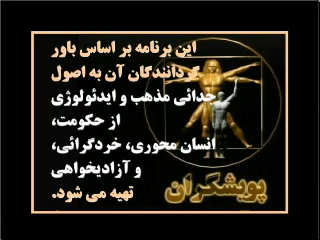 این برنامه بر اساس باور
گردانندگان آن به اصول
جدائی مذهب و ایدئولوژی
از حکومت،
انسان محوری، خردگرائی،
و آزادیخواهی
تهیه می شود.
پویشگران